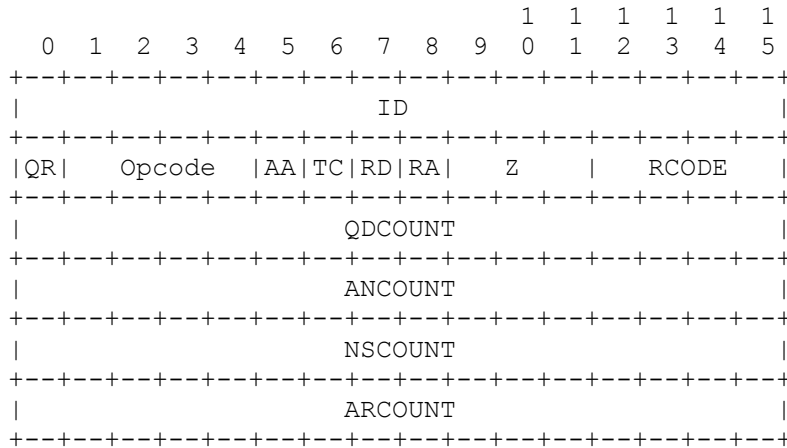 1  1  1  1  1  1
  0  1  2  3  4  5  6  7  8  9  0  1  2  3  4  5
+--+--+--+--+--+--+--+--+--+--+--+--+--+--+--+--+
|                      ID                       |
+--+--+--+--+--+--+--+--+--+--+--+--+--+--+--+--+
|QR|   Opcode  |AA|TC|RD|RA|   Z    |   RCODE   |
+--+--+--+--+--+--+--+--+--+--+--+--+--+--+--+--+
|                    QDCOUNT                    |
+--+--+--+--+--+--+--+--+--+--+--+--+--+--+--+--+
|                    ANCOUNT                    |
+--+--+--+--+--+--+--+--+--+--+--+--+--+--+--+--+
|                    NSCOUNT                    |
+--+--+--+--+--+--+--+--+--+--+--+--+--+--+--+--+
|                    ARCOUNT                    |
+--+--+--+--+--+--+--+--+--+--+--+--+--+--+--+--+